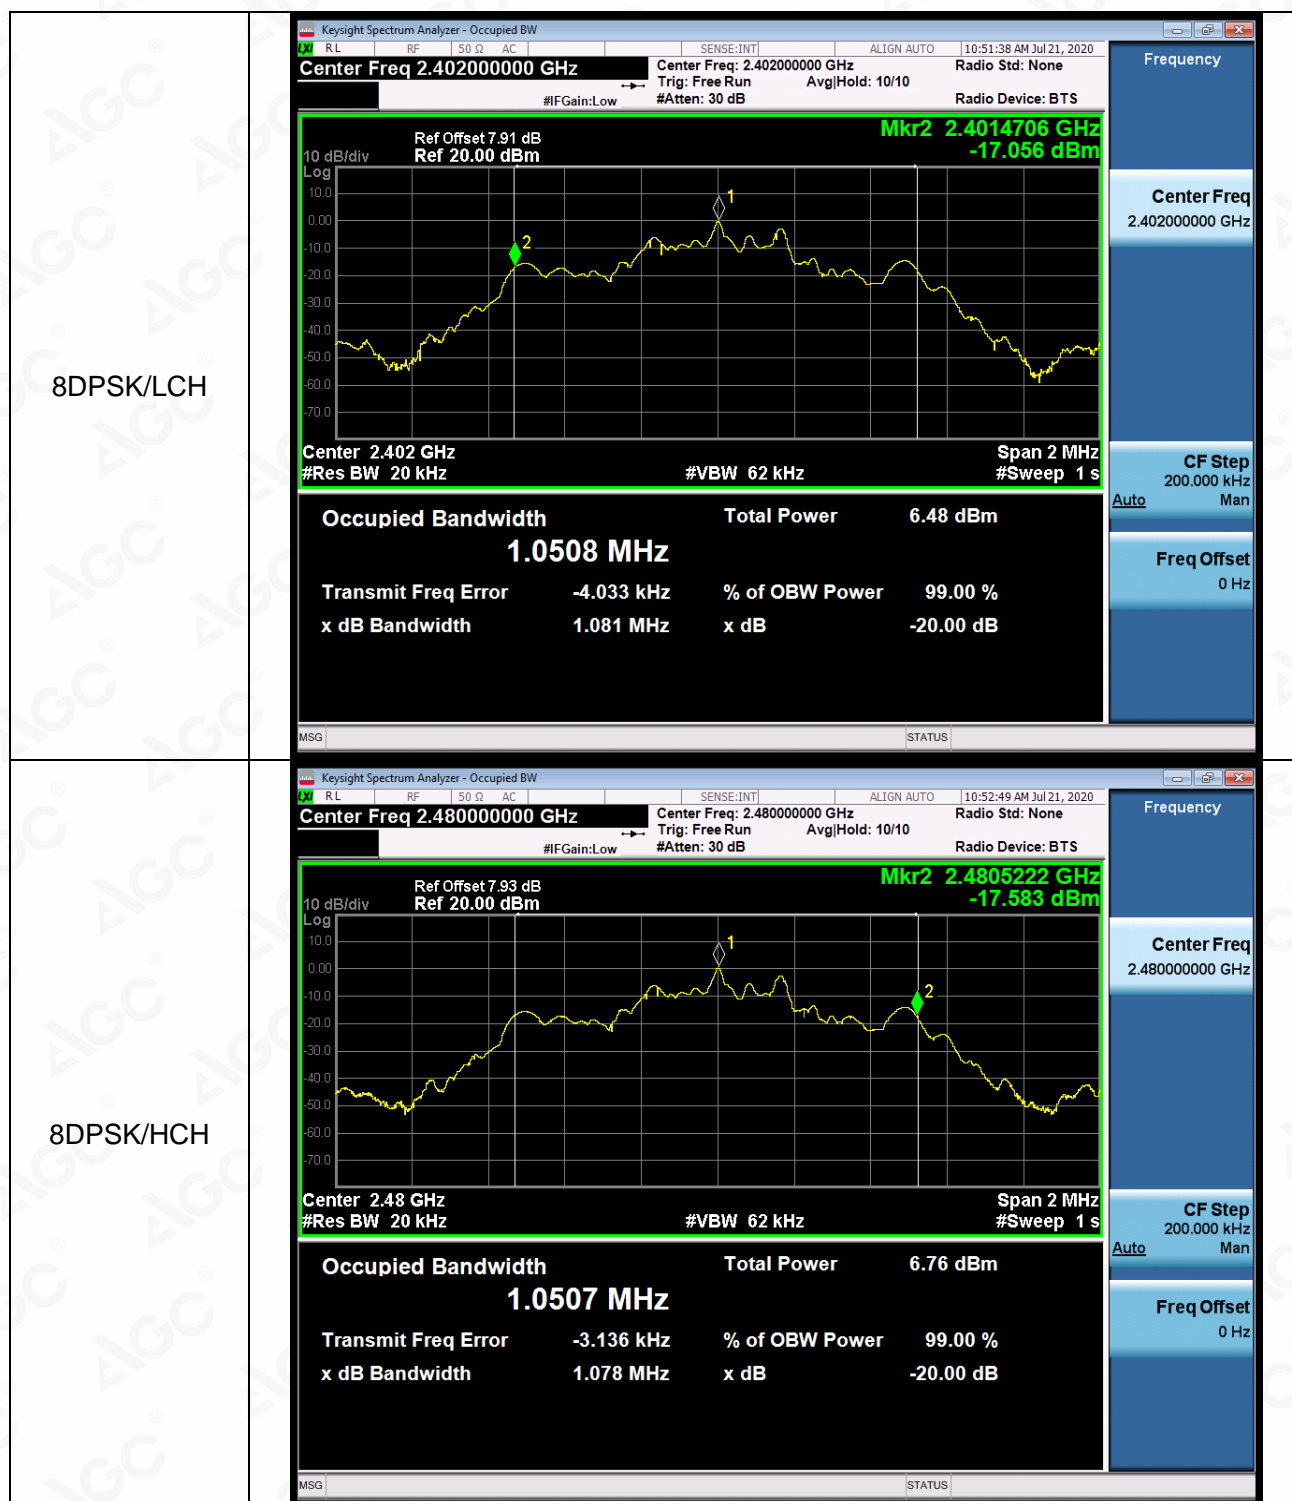 8DPSK/LCH
Keysight Spectrum Analyzer - Occupied BW
LXI RL RF 50 Ω AC SENSE:INT ALIGN AUTO 10:51:38 AM Jul 21, 2020
Center Freq 2.402000000 GHz
Center Freq: 2.402000000 GHz Radio Std: None
Trig: Free Run Avg|Hold: 10/10
#IFGain:Low #Atten: 30 dB Radio Device: BTS
Mkr2 2.4014706 GHz
-17.056 dBm
Ref Offset 7.91 dB
10 dB/div Ref 20.00 dBm
Log
10.0
0.00
-10.0
-20.0
-30.0
-40.0
-50.0
-60.0
-70.0
1
2
Center 2.402 GHz Span 2 MHz
#Res BW 20 kHz #VBW 62 kHz #Sweep 1 s
Occupied Bandwidth Total Power 6.48 dBm
1.0508 MHz
Transmit Freq Error -4.033 kHz % of OBW Power 99.00 %
x dB Bandwidth 1.081 MHz x dB -20.00 dB
MSG STATUS
Frequency
Center Freq
2.402000000 GHz
CF Step
200.000 kHz
Auto Man
Freq Offset
0 Hz
8DPSK/HCH
Keysight Spectrum Analyzer - Occupied BW
LXI RL RF 50 Ω AC SENSE:INT ALIGN AUTO 10:52:49 AM Jul 21, 2020
Center Freq 2.480000000 GHz
Center Freq: 2.480000000 GHz Radio Std: None
Trig: Free Run Avg|Hold: 10/10
#IFGain:Low #Atten: 30 dB Radio Device: BTS
Mkr2 2.4805222 GHz
-17.583 dBm
Ref Offset 7.93 dB
10 dB/div Ref 20.00 dBm
Log
10.0
0.00
-10.0
-20.0
-30.0
-40.0
-50.0
-60.0
-70.0
1
2
Center 2.48 GHz Span 2 MHz
#Res BW 20 kHz #VBW 62 kHz #Sweep 1 s
Occupied Bandwidth Total Power 6.76 dBm
1.0507 MHz
Transmit Freq Error -3.136 kHz % of OBW Power 99.00 %
x dB Bandwidth 1.078 MHz x dB -20.00 dB
MSG STATUS
Frequency
Center Freq
2.480000000 GHz
CF Step
200.000 kHz
Auto Man
Freq Offset
0 Hz